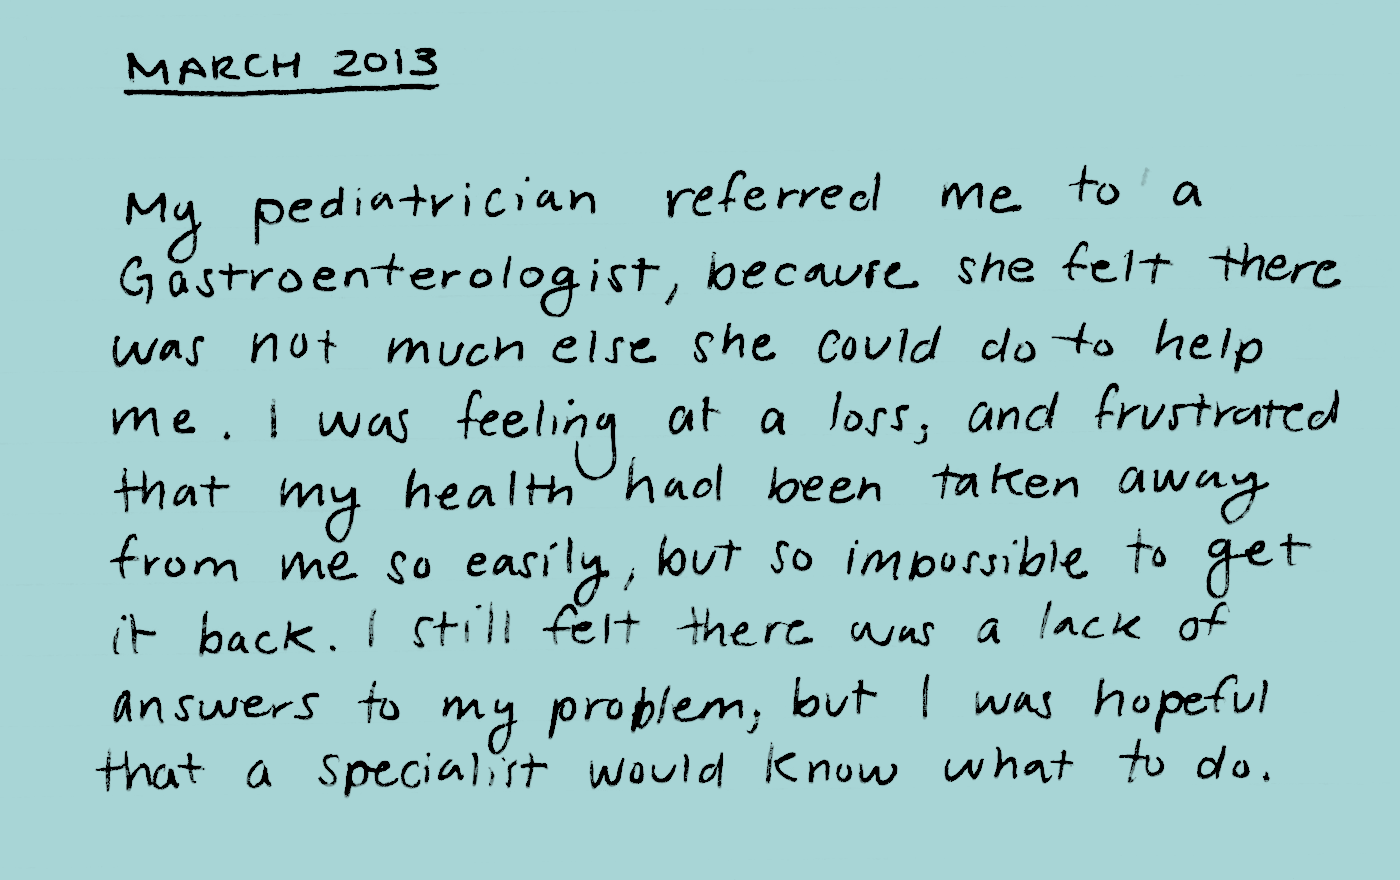 MARCH 2013
My pediatrician referred me to a
Gastroenterologist, because she felt there
was not much else she could do to help
me. I was feeling at a loss, and frustrated
that my health had been taken away
from me so easily, but so impossible to get
it back. I still felt there was a lack of
answers to my problem, but I was hopeful
that a specialist would know what to do.